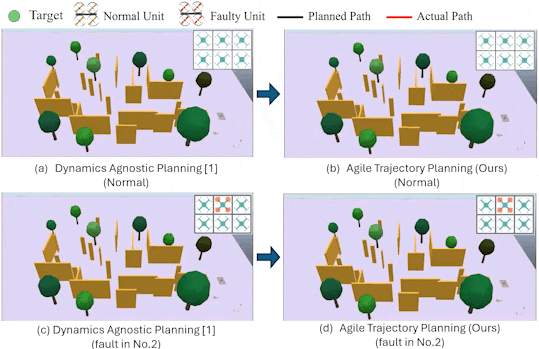 Target Normal Unit Faulty Unit Planned Path Actual Path
(a) Dynamics Agnostic Planning [1]
(Normal)
(b) Agile Trajectory Planning (Ours)
(Normal)
(c) Dynamics Agnostic Planning [1]
(fault in No.2)
(d) Agile Trajectory Planning (Ours)
(fault in No.2)